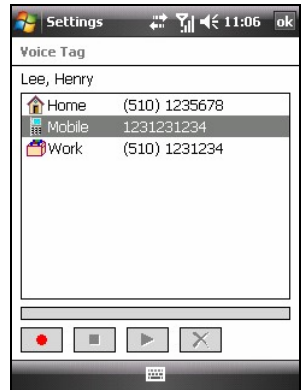 Settings 11:06 ok
Voice Tag
Lee, Henry
Home (510) 1235678
Mobile 1231231234
Work (510) 1231234